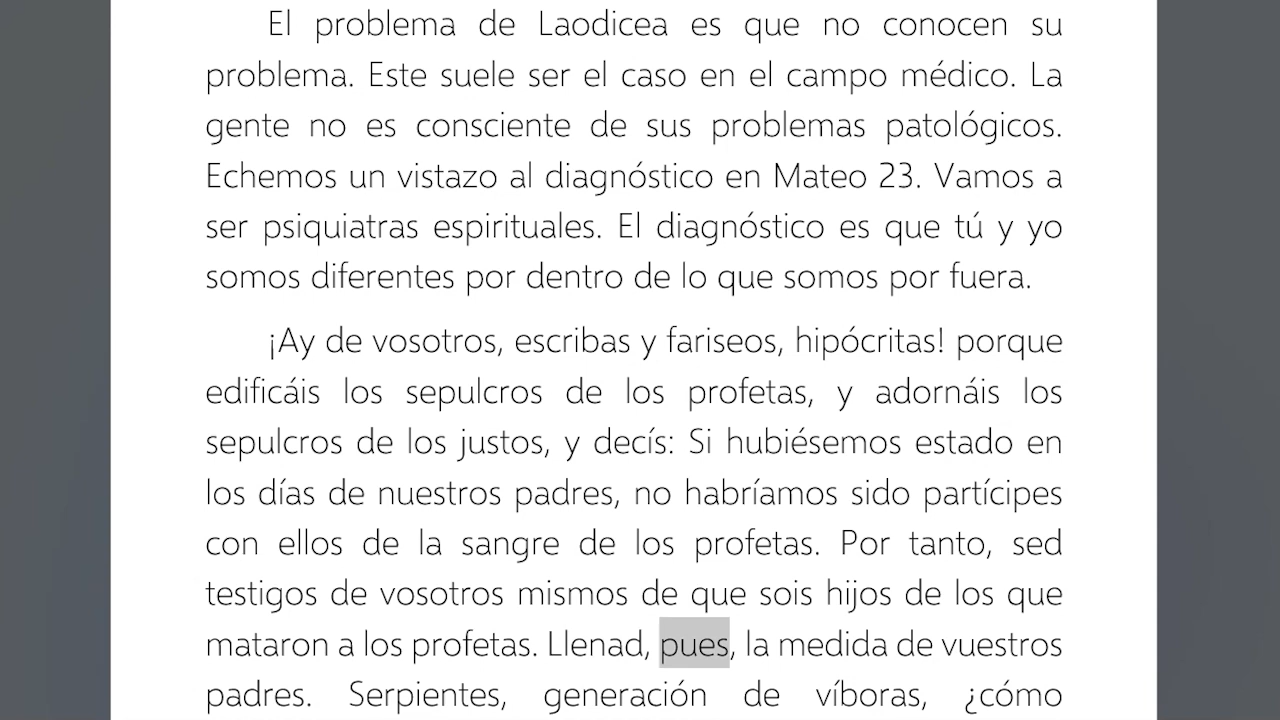 El problema de Laodicea es que no conocen su
problema. Este suele ser el caso en el campo médico. La
gente no es consciente de sus problemas patológicos.
Echemos un vistazo al diagnóstico en Mateo 23. Vamos a
ser psiquiatras espirituales. El diagnóstico es que tú y yo
somos diferentes por dentro de lo que somos por fuera.
¡Ay de vosotros, escribas y fariseos, hipócritas! porque
edificáis los sepulcros de los profetas, y adornáis los
sepulcros de los justos, y decís: Si hubiésemos estado en
los días de nuestros padres, no habríamos sido partícipes
con ellos de la sangre de los profetas. Por tanto, sed
testigos de vosotros mismos de que sois hijos de los que
mataron a los profetas. Llenad, pues, la medida de vuestros
padres. Serpientes, generación de víboras, ¿cómo